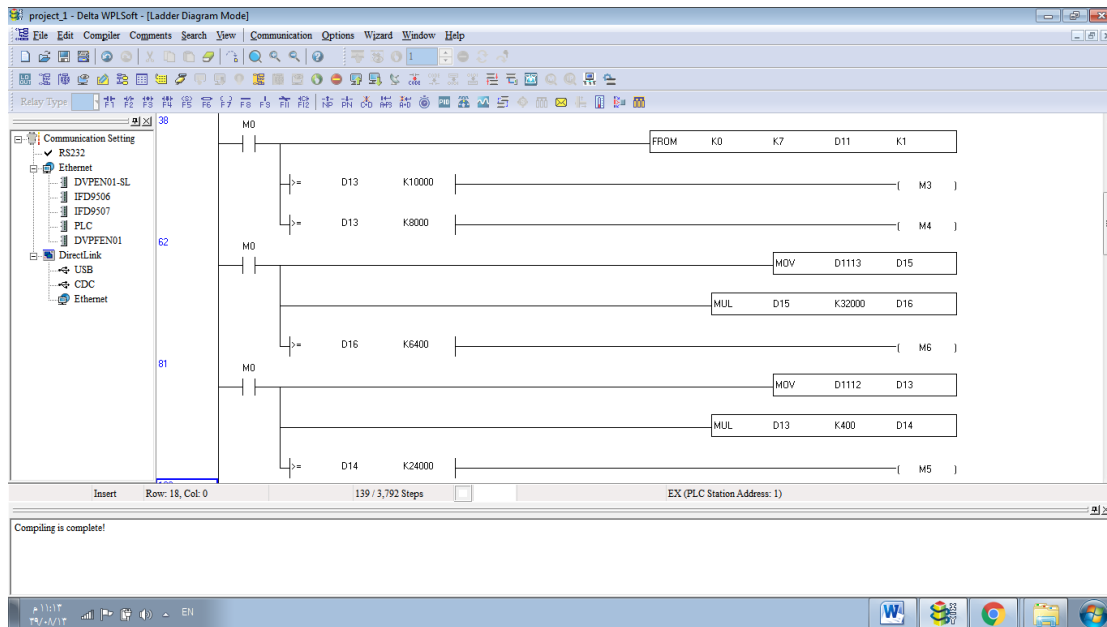 project_1 - Delta WPLSoft - [Ladder Diagram Mode]
File Edit Compiler Comments Search View Communication Options Wizard Window Help
1
Relay Type
Communication Setting
RS232
Ethernet
DVPEN01-SL
IFD9506
IFD9507
PLC
DVPFEN01
DirectLink
USB
CDC
Ethernet
38
M0
FROM K0 K7 D11 K1
>= D13 K10000 ( M3 )
>= D13 K8000 ( M4 )
62
M0
MOV D1113 D15
MUL D15 K32000 D16
>= D16 K6400 ( M6 )
81
M0
MOV D1112 D13
MUL D13 K400 D14
>= D14 K24000 ( M5 )
Insert Row: 18, Col: 0 139 / 3,792 Steps EX (PLC Station Address: 1)
Compiling is complete!
EN
١١:١٣ م